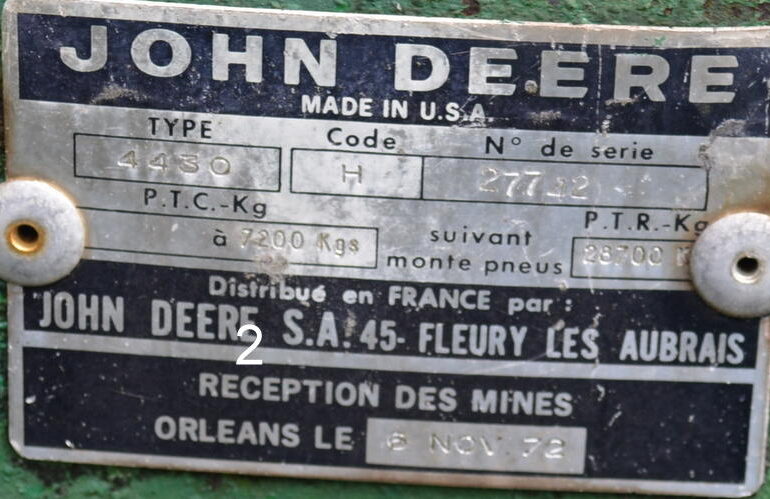 JOHN DEERE
MADE IN U.S.A.
TYPE Code N° de serie
4430 H
P.T.C.-Kg P.T.R.-Kg
à 7200 Kgs suivant
monte pneus 28700
Distribué en FRANCE par :
JOHN DEERE S.A. 45- FLEURY LES AUBRAIS
2
RECEPTION DES MINES
ORLEANS LE 6 NOV. 72